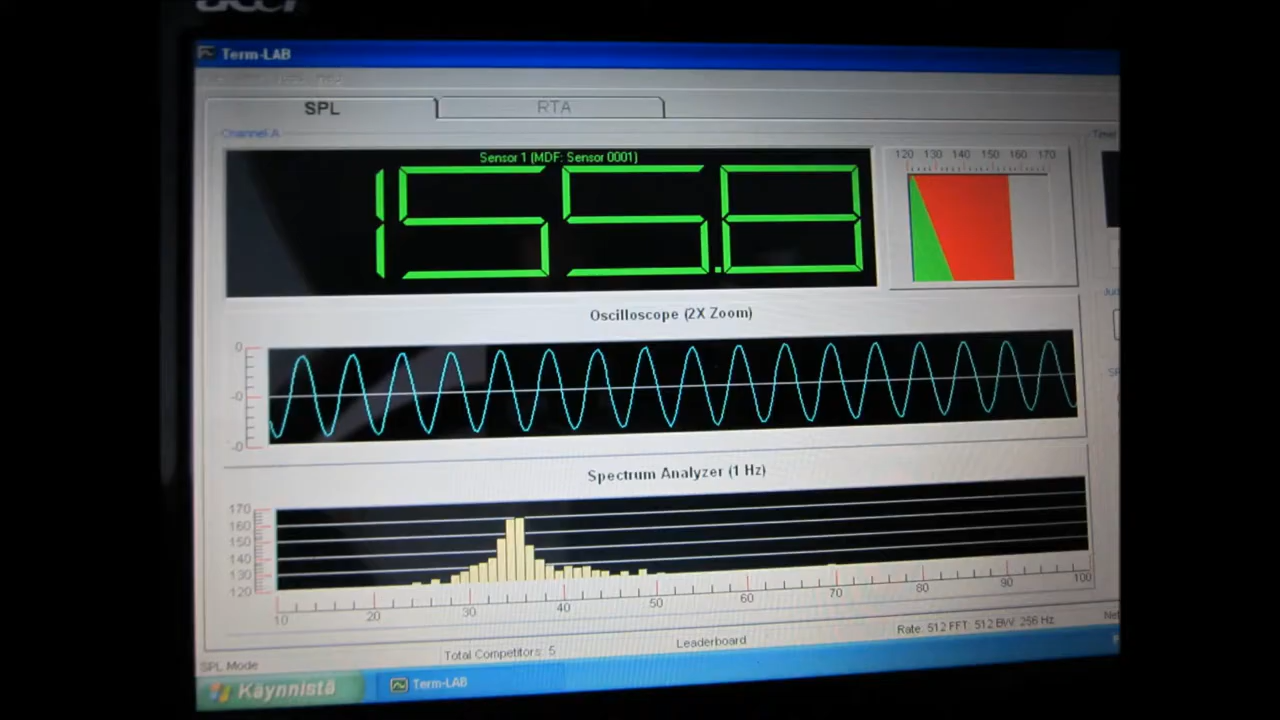 acer
Term-LAB
SPL
RTA
Channel A
Sensor 1 (MDF: Sensor 0001)
155.8
120 130 140 150 160 170
Oscilloscope (2X Zoom)
0
-0
-0
Spectrum Analyzer (1 Hz)
170
160
150
140
130
120
10 20 30 40 50 60 70 80 90 100
SPL Mode
Total Competitors: 5
Leaderboard
Rate: 512 FFT: 512 BW: 256 Hz
Käynnistä
Term-LAB